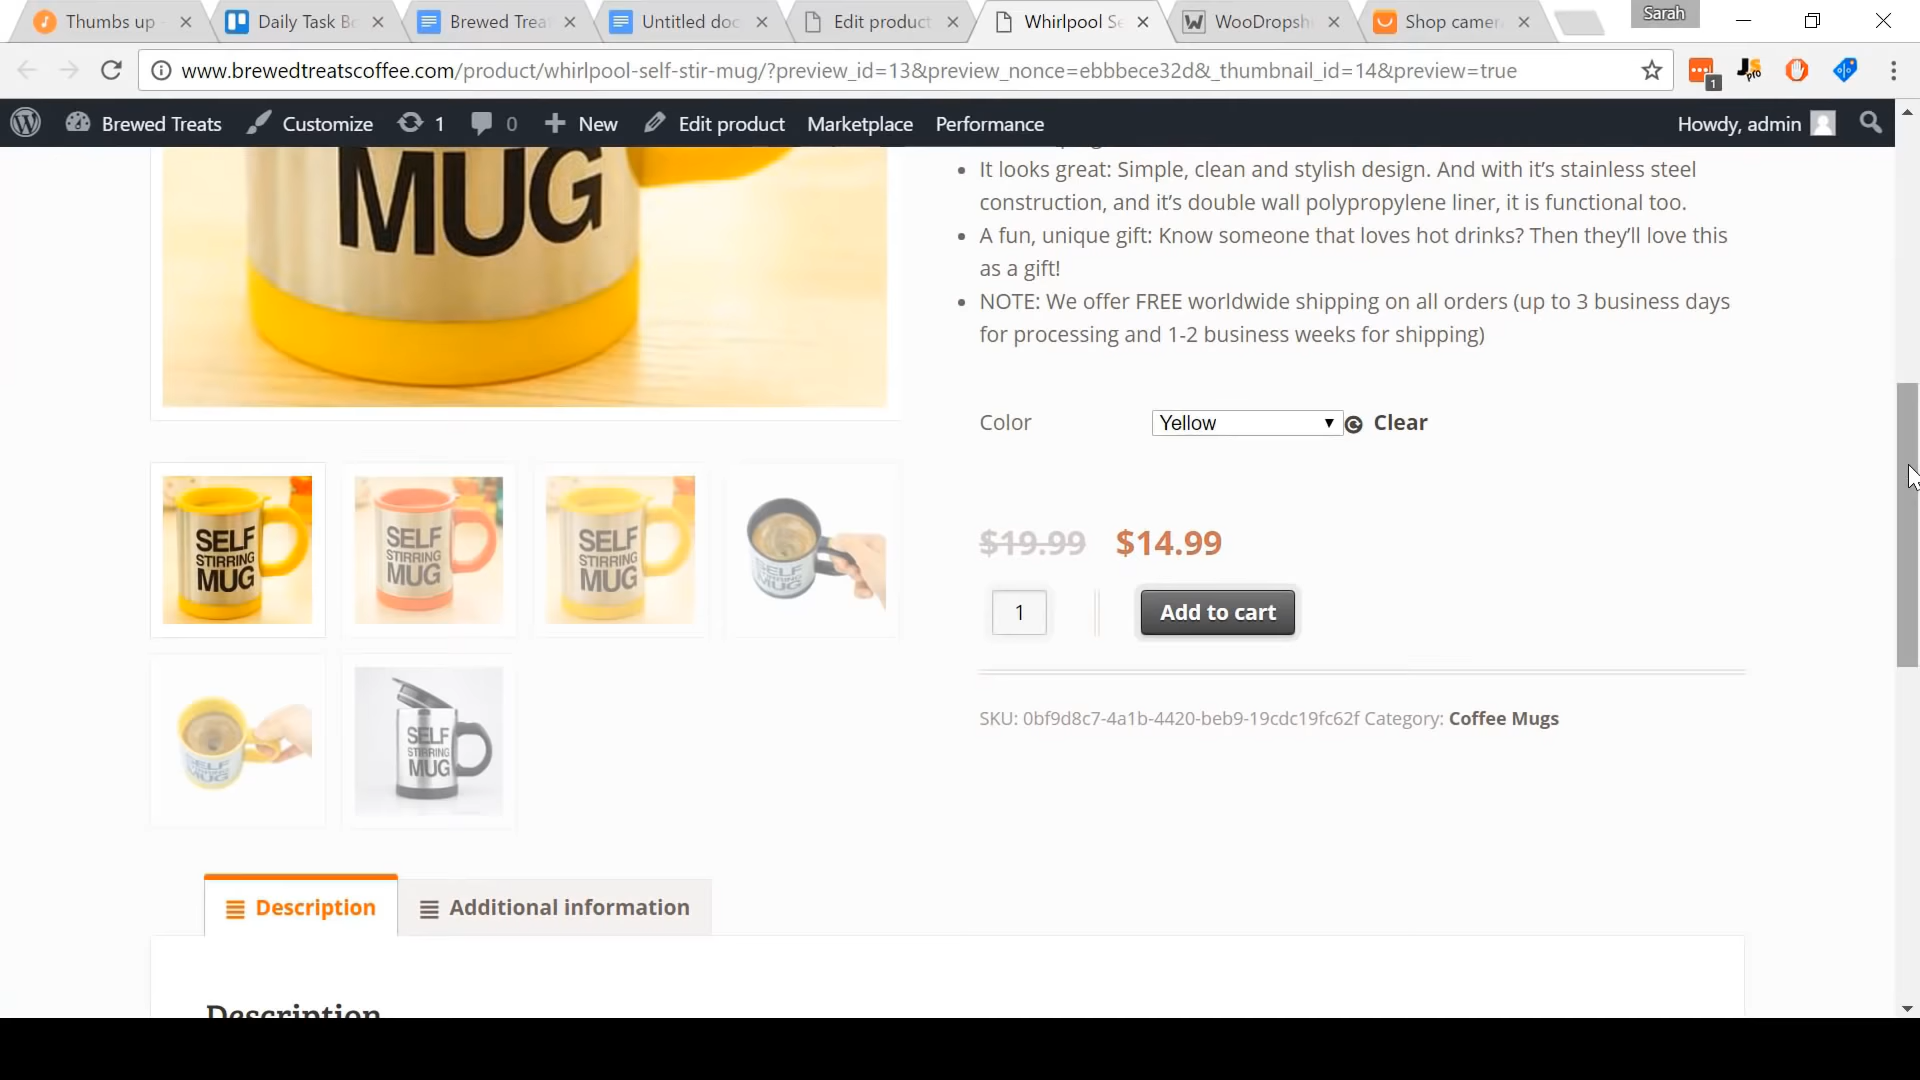 Thumbs up
Daily Task Bo
Brewed Trea
Untitled doc
Edit product
Whirlpool Se
WooDropshi
Shop camera
Sarah
www.brewedtreatscoffee.com/product/whirlpool-self-stir-mug/?preview_id=13&preview_nonce=ebbbece32d&_thumbnail_id=14&preview=true
1
Brewed Treats
Customize
1
0
New
Edit product
Marketplace
Performance
Howdy, admin
MUG
It looks great: Simple, clean and stylish design. And with it’s stainless steel
construction, and it’s double wall polypropylene liner, it is functional too.
A fun, unique gift: Know someone that loves hot drinks? Then they’ll love this
as a gift!
NOTE: We offer FREE worldwide shipping on all orders (up to 3 business days
for processing and 1-2 business weeks for shipping)
Color
Yellow
Clear
SELF
STIRRING
MUG
SELF
STIRRING
MUG
SELF
STIRRING
MUG
$19.99 $14.99
1
Add to cart
SELF
STIRRING
MUG
SKU: 0bf9d8c7-4a1b-4420-beb9-19cdc19fc62f Category: Coffee Mugs
Description
Additional information
Description